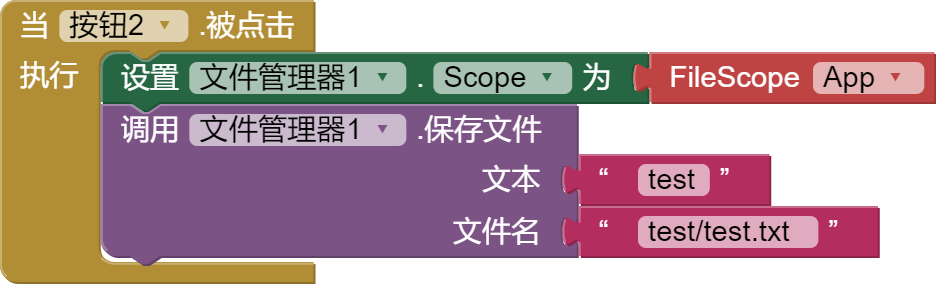 当 按钮2 .被点击
执行 设置 文件管理器1 . Scope 为 FileScope App
调用 文件管理器1 .保存文件
文本 “ test ”
文件名 “ test/test.txt ”